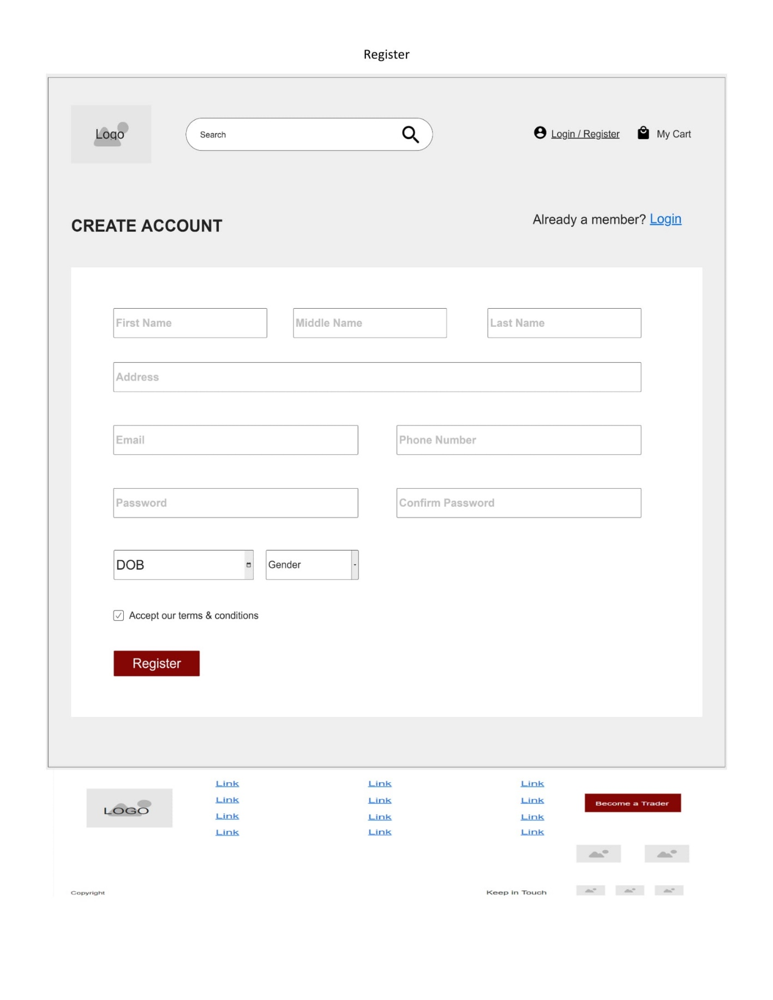 Register
Logo
Search
Login / Register
My Cart
CREATE ACCOUNT
Already a member? Login
First Name
Middle Name
Last Name
Address
Email
Phone Number
Password
Confirm Password
DOB
Gender
Accept our terms & conditions
Register
LOGO
Link
Link
Link
Link
Link
Link
Link
Link
Link
Link
Link
Link
Become a Trader
Copyright
Keep in Touch